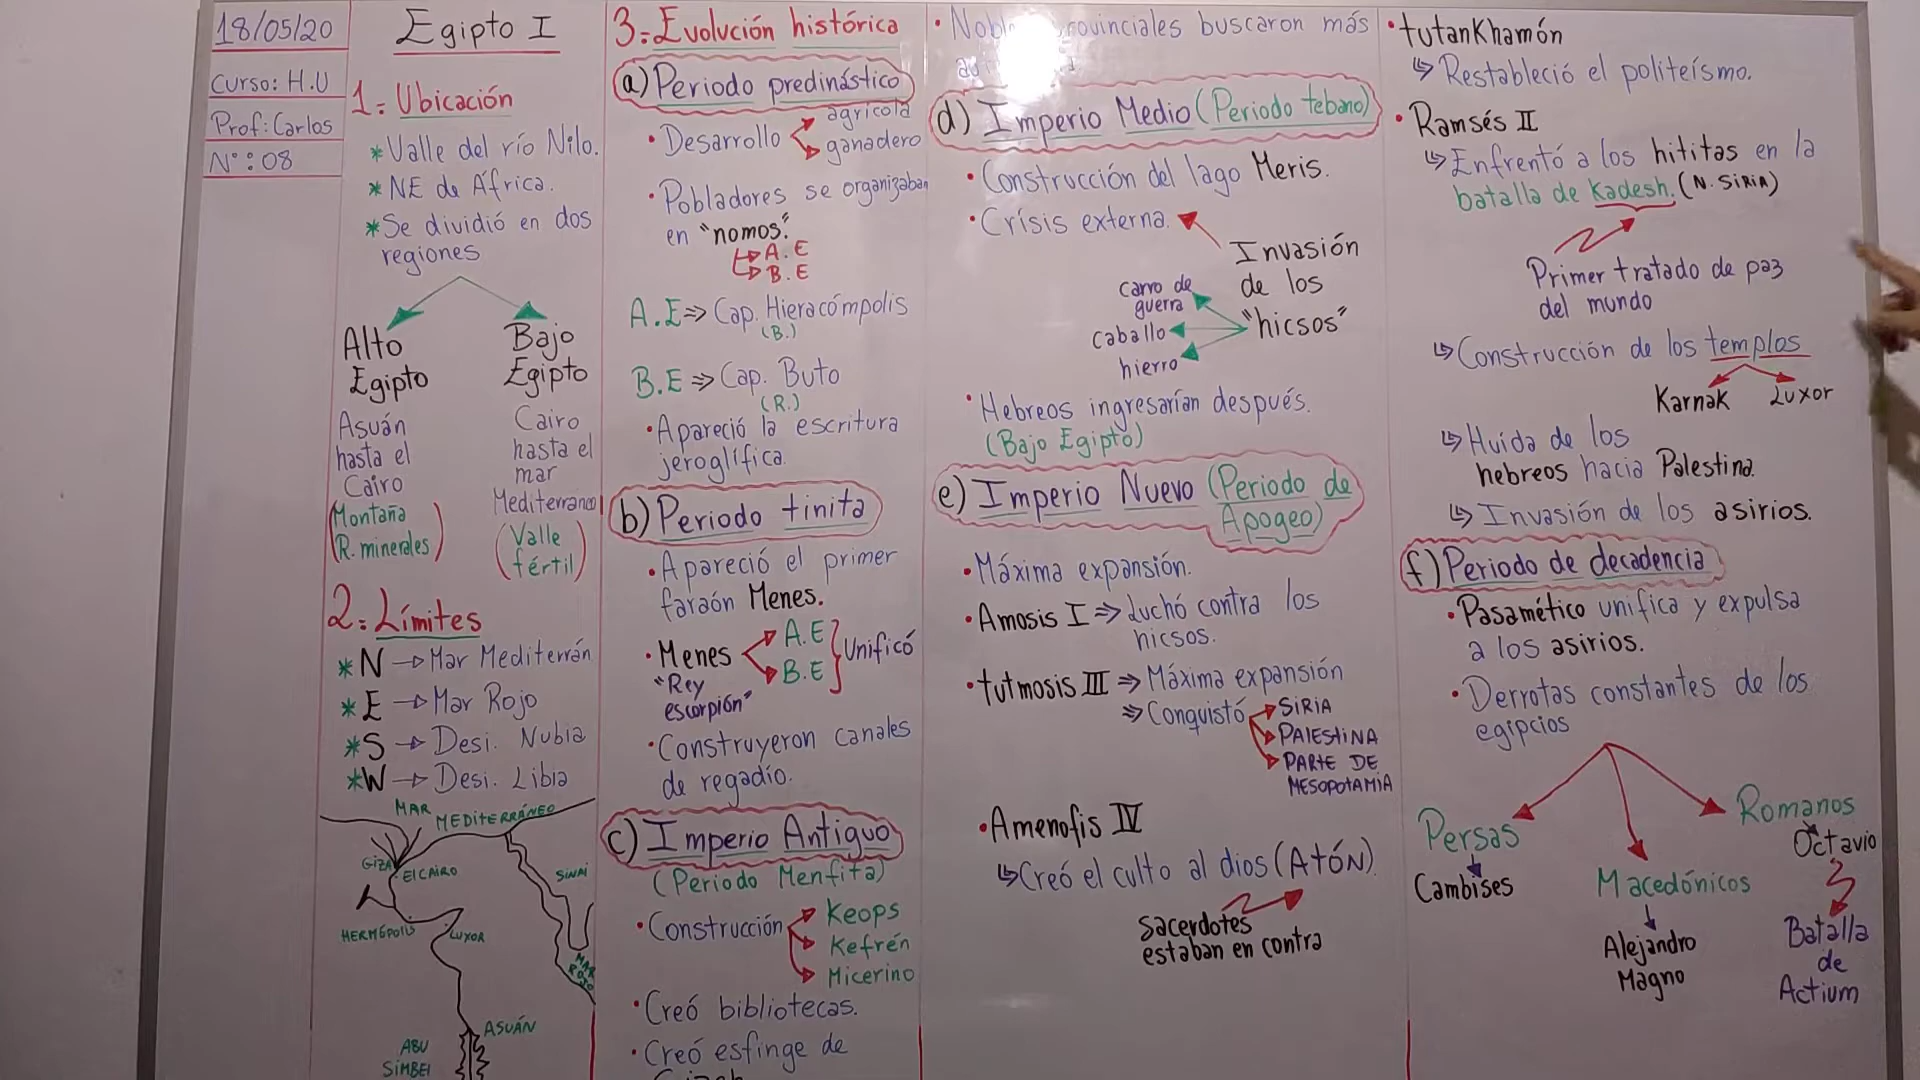 18/05/20
Curso: H.U
Prof: Carlos
N°: 08
Egipto I
1. Ubicación
* Valle del río Nilo.
* NE de África.
* Se dividió en dos
regiones
Alto
Egipto
Asuán
hasta el
Cairo
(Montaña
R. minerales)
Bajo
Egipto
Cairo
hasta el
mar
Mediterraneo
(Valle
fértil)
2. Límites
* N → Mar Mediterrán
* E → Mar Rojo
* S → Desi. Nubia
* W → Desi. Libia
MAR MEDITERRÁNEO
GIZA
El CAIRO
SINAI
HERMÉPOLIS
LUXOR
MAR
ROJO
ASUÁN
ABU
SiMBEl
3. Evolución histórica
a) Periodo predinástico
• Desarrollo
agrícola
ganadero
• Pobladores se organizaban
en "nomos."
A.E
B.E
A.E ⇒ Cap. Hieracómpolis
(B.)
B.E ⇒ Cap. Buto
(R.)
• Apareció la escritura
jeroglífica.
b) Periodo tinita
• Apareció el primer
faraón Menes.
• Menes
"Rey
escorpión"
A.E
B.E
Unificó
• Construyeron canales
de regadío.
c) Imperio Antiguo
(Periodo Menfita)
• Construcción
Keops
Kefrén
Micerino
• Creó bibliotecas.
• Creó esfinge de
• Nobl rovinciales buscaron más
d) Imperio Medio (Periodo tebano)
• Construcción del lago Meris.
• Crísis externa.
Invasión
de los
"hicsos"
carro de
guerra
caballo
hierro
• Hebreos ingresarían después.
(Bajo Egipto)
e) Imperio Nuevo (Periodo de
Apogeo)
• Máxima expansión.
• Amosis I ⇒ Luchó contra los
hicsos.
• tutmosis III ⇒ Máxima expansión
⇒ Conquistó
SiRiA
PAlEStiNA
PARTE DE
MESOPOTAMiA
• Amenofis IV
↳ Creó el culto al dios (AtóN).
sacerdotes
estaban en contra
• tutanKhamón
↳ Restableció el politeísmo.
• Ramsés II
↳ Enfrentó a los hititas en la
batalla de Kadesh. (N. SiRiA)
Primer tratado de paz
del mundo
↳ Construcción de los templos
Karnak
Luxor
↳ Huída de los
hebreos hacia Palestina.
↳ Invasión de los asirios.
f) Periodo de decadencia
• Pasamético unifica y expulsa
a los asirios.
• Derrotas constantes de los
egipcios
Persas
Cambises
Macedónicos
Alejandro
Magno
Romanos
Octavio
Batalla
de
Actium